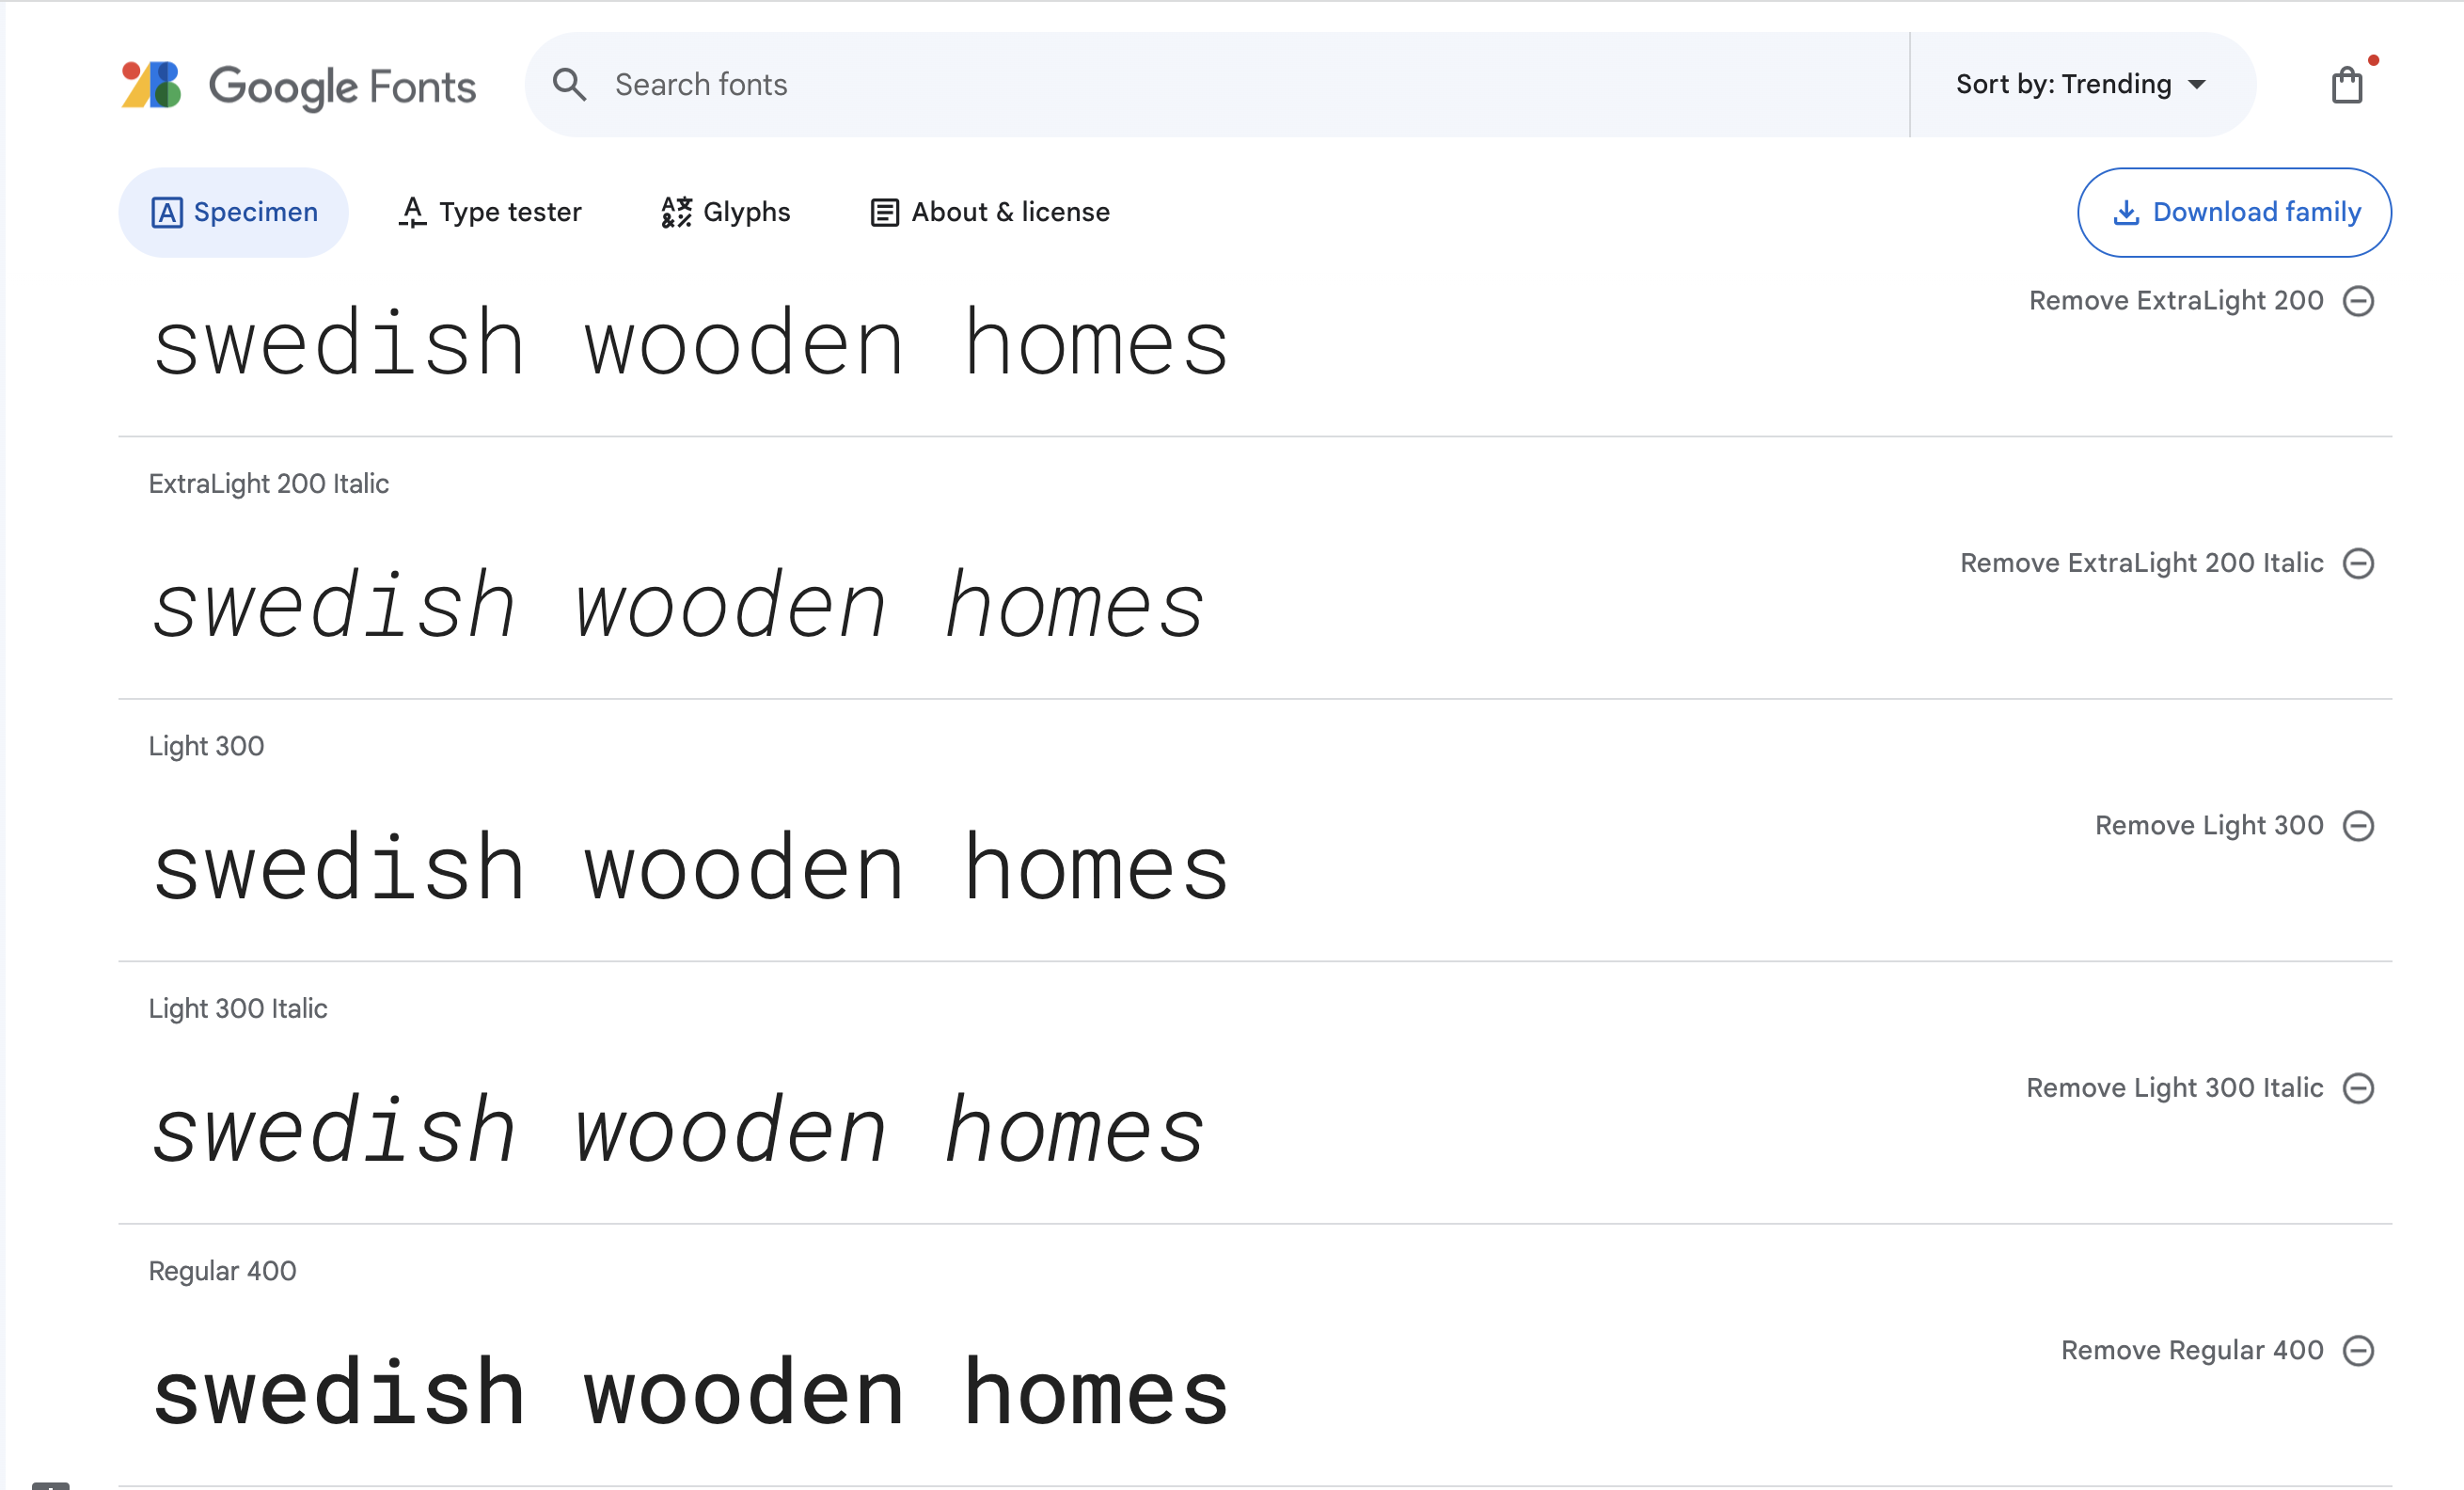 Google Fonts
Search fonts
Sort by: Trending
Specimen
Type tester
Glyphs
About & license
Download family
swedish wooden homes
Remove ExtraLight 200
ExtraLight 200 Italic
swedish wooden homes
Remove ExtraLight 200 Italic
Light 300
swedish wooden homes
Remove Light 300
Light 300 Italic
swedish wooden homes
Remove Light 300 Italic
Regular 400
swedish wooden homes
Remove Regular 400